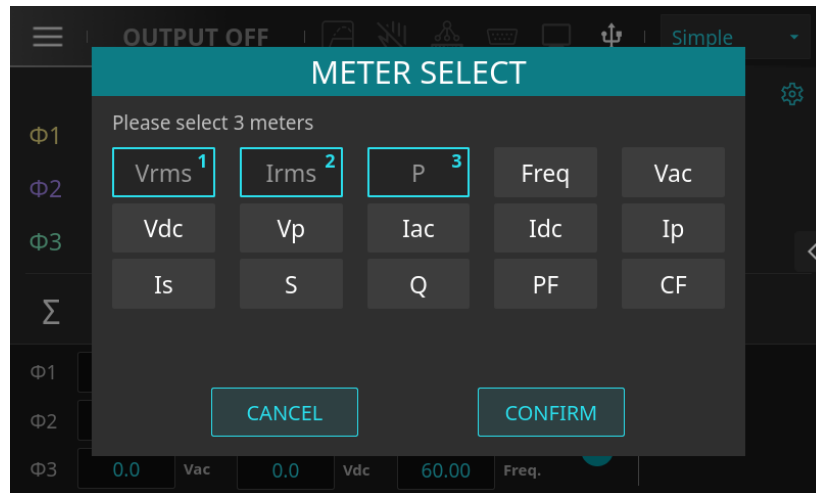 OUTPUT OFF Simple
METER SELECT
Please select 3 meters
Φ1
Vrms 1 Irms 2 P 3 Freq Vac
Φ2
Vdc Vp Iac Idc Ip
Φ3
Is S Q PF CF
Σ
Φ1
CANCEL CONFIRM
Φ2
Φ3 0.0 Vac 0.0 Vdc 60.00 Freq.